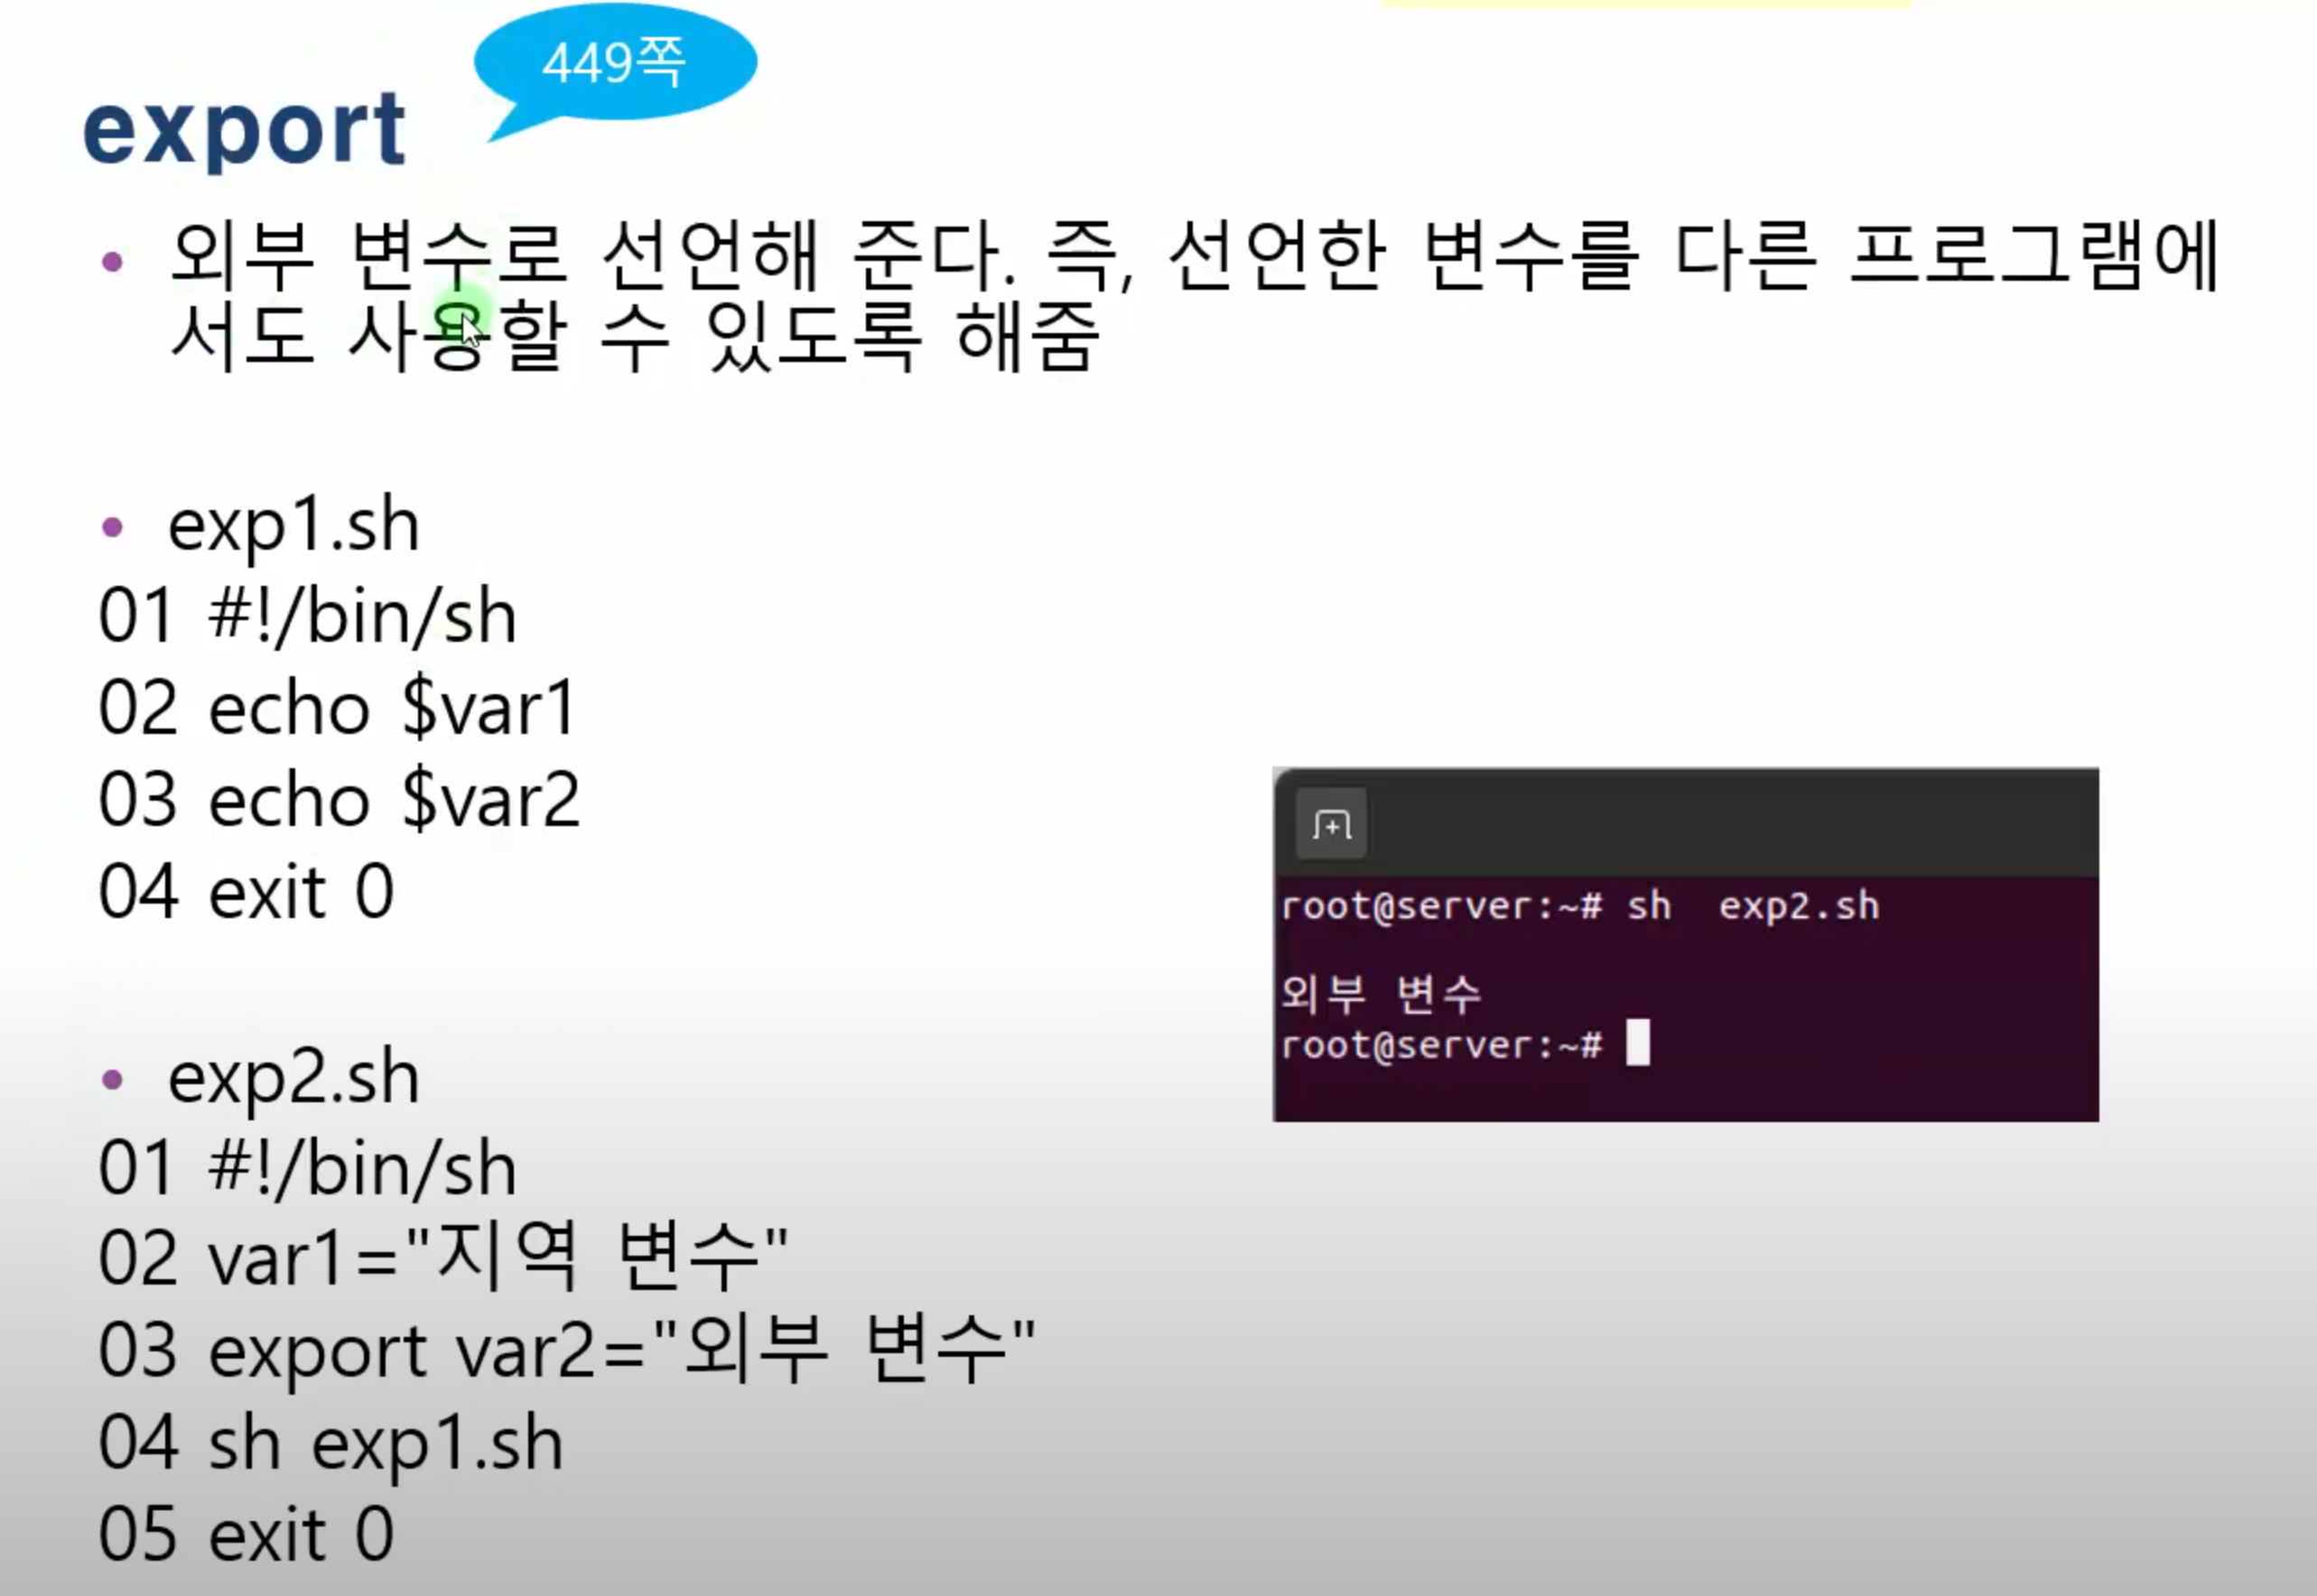 449쪽
export
• 외부 변수로 선언해 준다. 즉, 선언한 변수를 다른 프로그램에
서도 사용할 수 있도록 해줌
• exp1.sh
01 #!/bin/sh
02 echo $var1
03 echo $var2
04 exit 0
• exp2.sh
01 #!/bin/sh
02 var1="지역 변수"
03 export var2="외부 변수"
04 sh exp1.sh
05 exit 0
root@server:~# sh  exp2.sh
외부 변수
root@server:~#